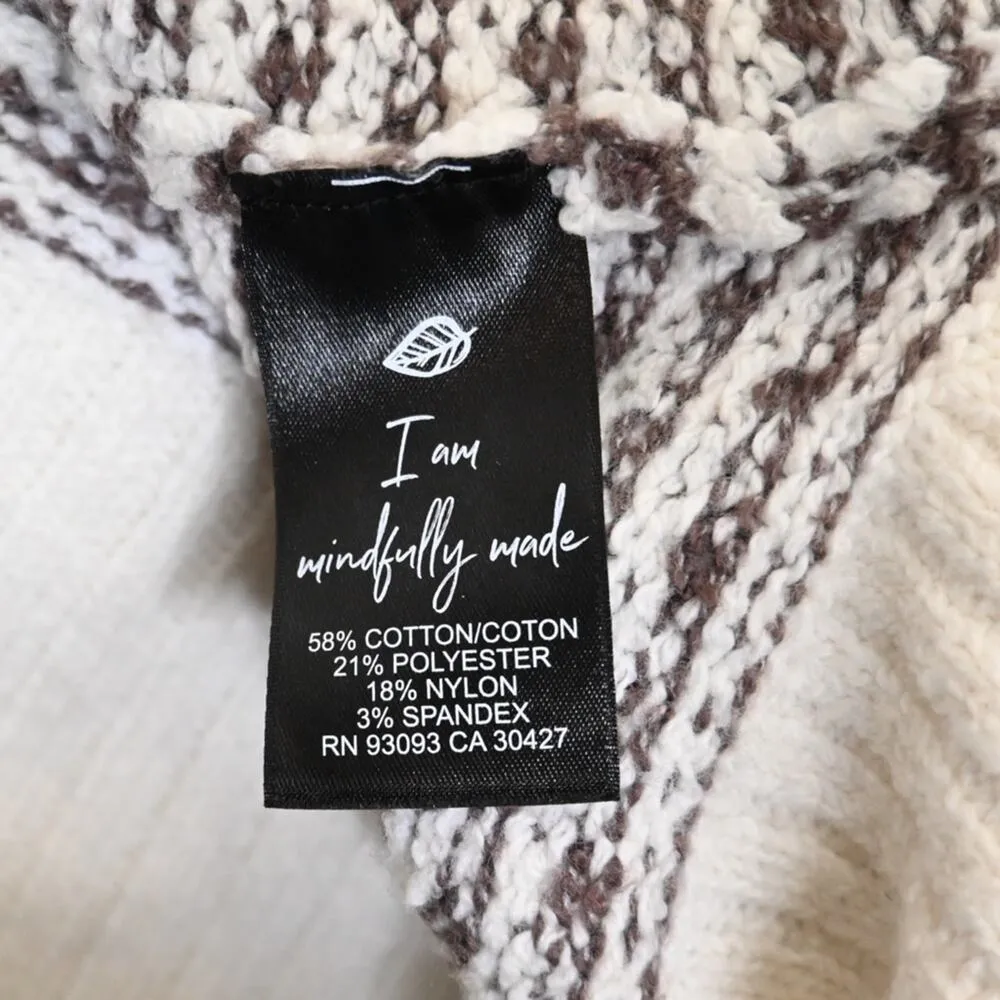 I am
mindfully made
58% COTTON/COTON
21% POLYESTER
18% NYLON
3% SPANDEX
RN 93093 CA 30427